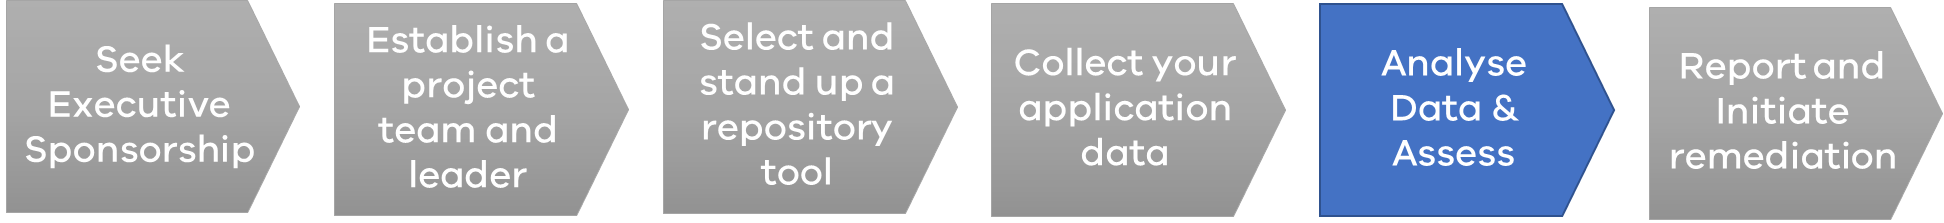 Seek
Executive
Sponsorship
Establish a
project
team and
leader
Select and
stand up a
repository
tool
Collect your
application
data
Analyse
Data &
Assess
Report and
Initiate
remediation